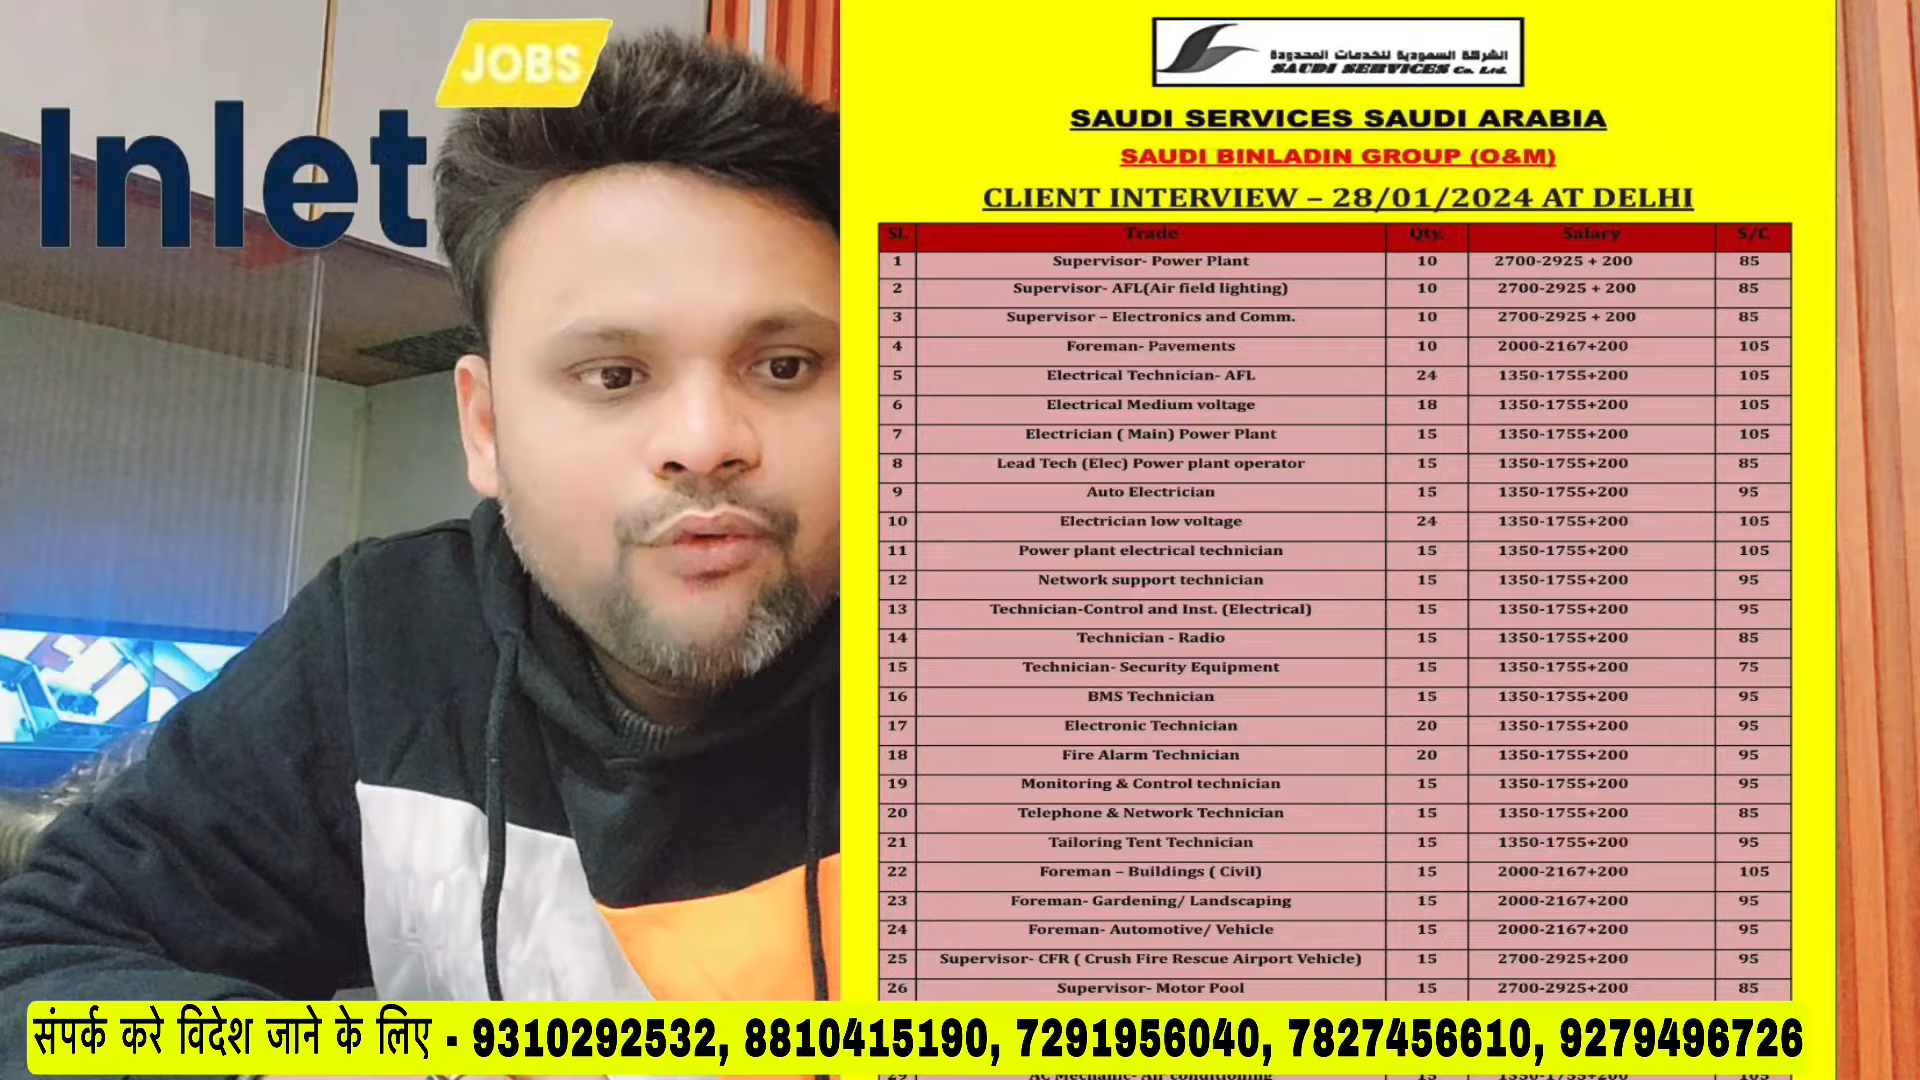 JOBS
Inlet
الشركة السعودية للخدمات المحدودة
SAUDI SERVICES Co. Ltd.
SAUDI SERVICES SAUDI ARABIA
SAUDI BINLADIN GROUP (O&M)
CLIENT INTERVIEW – 28/01/2024 AT DELHI
SL Trade Qty. Salary S/C
1 Supervisor- Power Plant 10 2700-2925 + 200 85
2 Supervisor- AFL(Air field lighting) 10 2700-2925 + 200 85
3 Supervisor – Electronics and Comm. 10 2700-2925 + 200 85
4 Foreman- Pavements 10 2000-2167+200 105
5 Electrical Technician- AFL 24 1350-1755+200 105
6 Electrical Medium voltage 18 1350-1755+200 105
7 Electrician ( Main) Power Plant 15 1350-1755+200 105
8 Lead Tech (Elec) Power plant operator 15 1350-1755+200 85
9 Auto Electrician 15 1350-1755+200 95
10 Electrician low voltage 24 1350-1755+200 105
11 Power plant electrical technician 15 1350-1755+200 105
12 Network support technician 15 1350-1755+200 95
13 Technician-Control and Inst. (Electrical) 15 1350-1755+200 95
14 Technician - Radio 15 1350-1755+200 85
15 Technician- Security Equipment 15 1350-1755+200 75
16 BMS Technician 15 1350-1755+200 95
17 Electronic Technician 20 1350-1755+200 95
18 Fire Alarm Technician 20 1350-1755+200 95
19 Monitoring & Control technician 15 1350-1755+200 95
20 Telephone & Network Technician 15 1350-1755+200 85
21 Tailoring Tent Technician 15 1350-1755+200 95
22 Foreman – Buildings ( Civil) 15 2000-2167+200 105
23 Foreman- Gardening/ Landscaping 15 2000-2167+200 95
24 Foreman- Automotive/ Vehicle 15 2000-2167+200 95
25 Supervisor- CFR ( Crush Fire Rescue Airport Vehicle) 15 2700-2925+200 95
26 Supervisor- Motor Pool 15 2700-2925+200 85
संपर्क करे विदेश जाने के लिए - 9310292532, 8810415190, 7291956040, 7827456610, 9279496726
29 AC Mechanic- Air conditioning 15 1350-1755+200 105